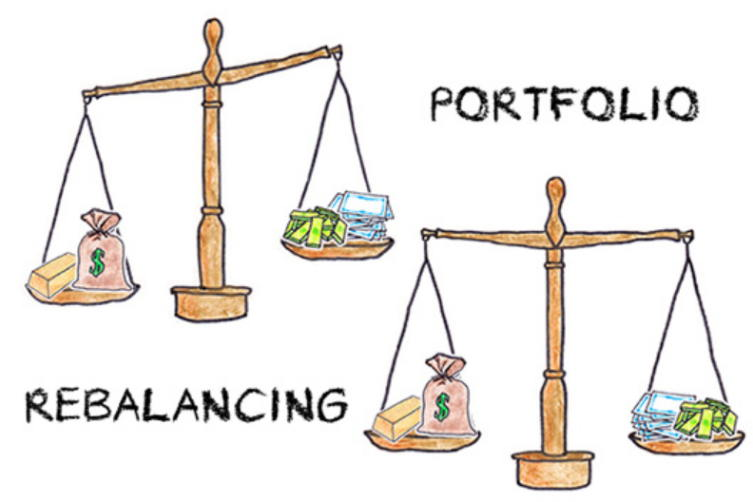 PORTFOLIO
$
REBALANCING
$